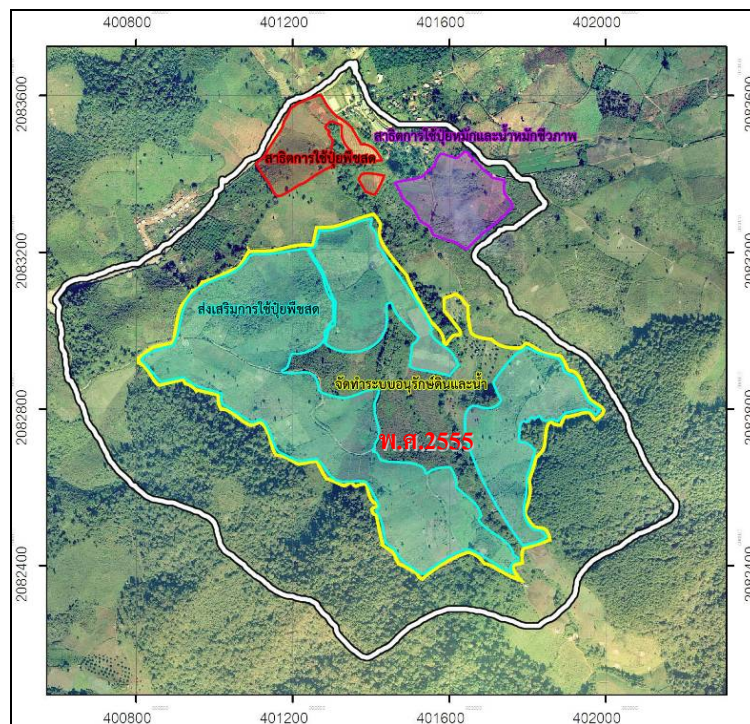 400800 401200 401600 402000
2083600 2083600
สาธิตการใช้ปุ๋ยหมักและน้ำหมักชีวภาพ
สาธิตการใช้ปุ๋ยพืชสด
2083200 2083200
ส่งเสริมการใช้ปุ๋ยพืชสด
จัดทำระบบอนุรักษ์ดินและน้ำ
2082800 2082800
พ.ศ.2555
2082400 2082400
400800 401200 401600 402000